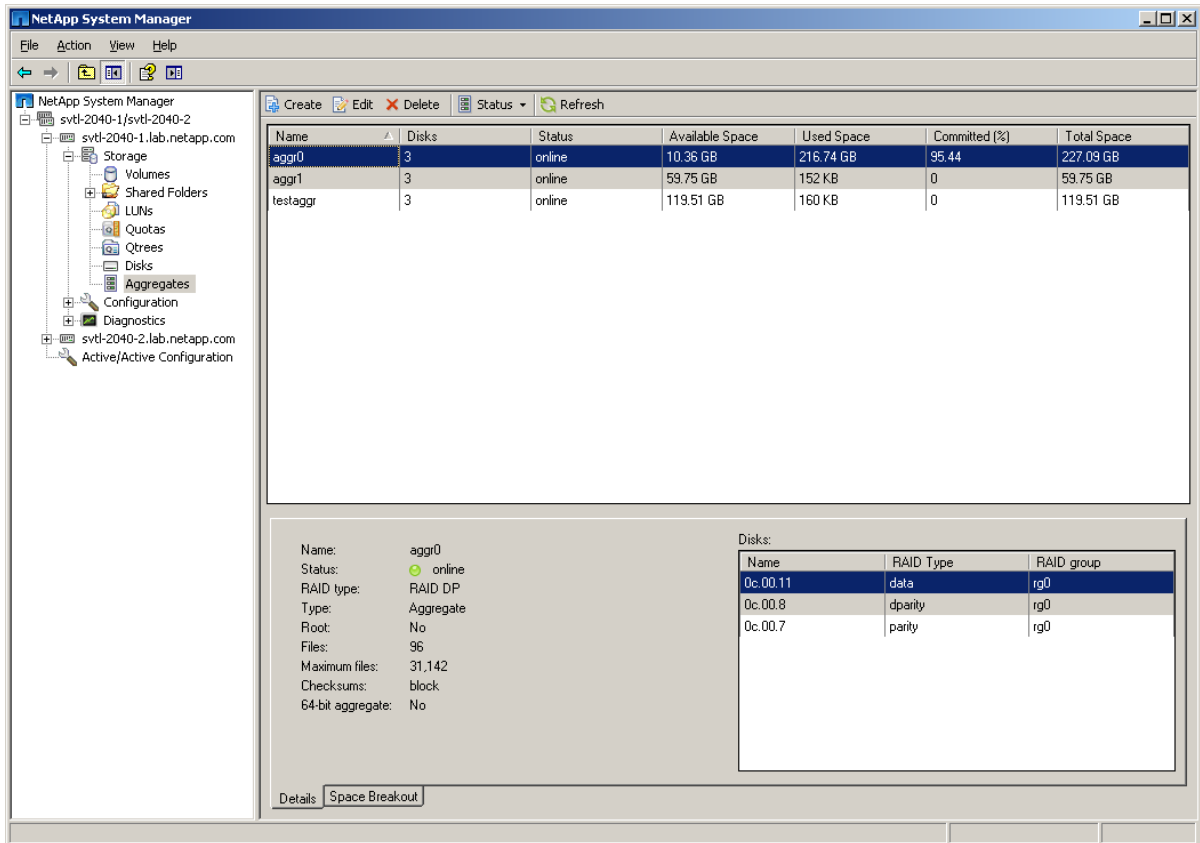 NetApp System Manager
File Action View Help
NetApp System Manager
svtl-2040-1/svtl-2040-2
svtl-2040-1.lab.netapp.com
Storage
Volumes
Shared Folders
LUNs
Quotas
Qtrees
Disks
Aggregates
Configuration
Diagnostics
svtl-2040-2.lab.netapp.com
Active/Active Configuration
Create Edit Delete Status Refresh
Name Disks Status Available Space Used Space Committed (%) Total Space
aggr0 3 online 10.36 GB 216.74 GB 95.44 227.09 GB
aggr1 3 online 59.75 GB 152 KB 0 59.75 GB
testaggr 3 online 119.51 GB 160 KB 0 119.51 GB
Name: aggr0
Status: online
RAID type: RAID DP
Type: Aggregate
Root: No
Files: 96
Maximum files: 31,142
Checksums: block
64-bit aggregate: No
Disks:
Name RAID Type RAID group
0c.00.11 data rg0
0c.00.8 dparity rg0
0c.00.7 parity rg0
Details Space Breakout